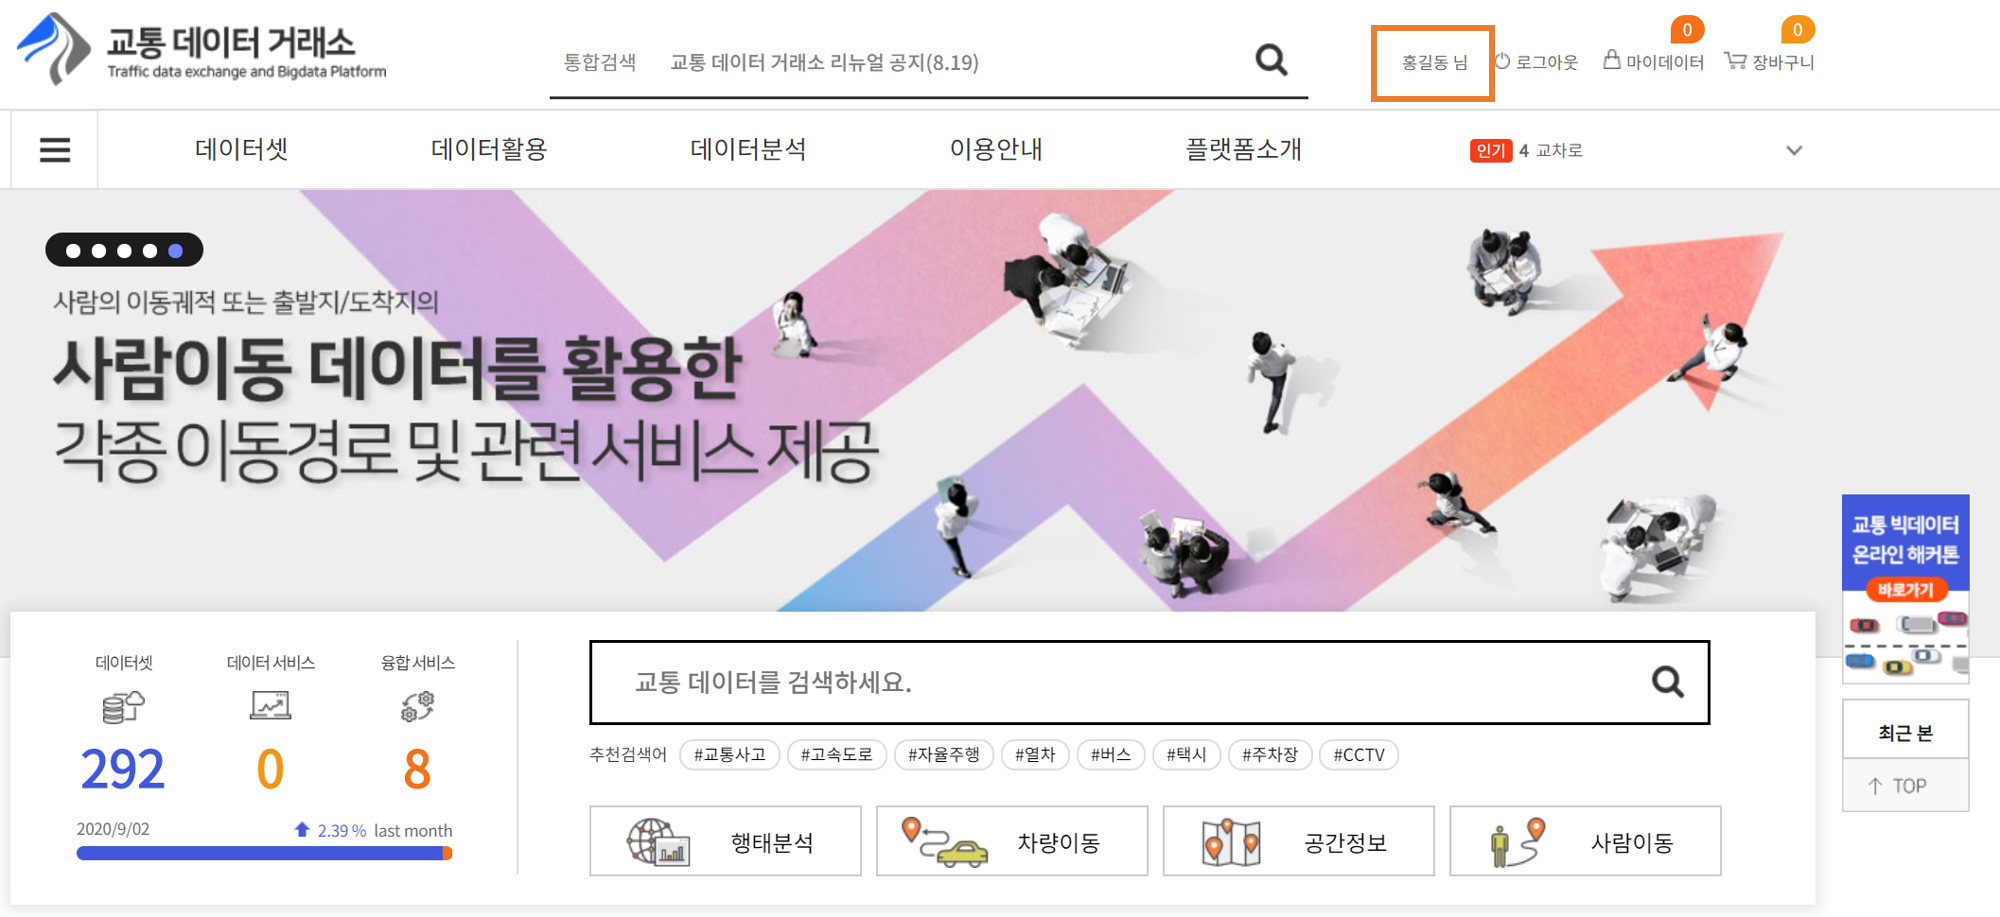 교통 데이터 거래소
Traffic data exchange and Bigdata Platform
통합검색 교통 데이터 거래소 리뉴얼 공지(8.19)
홍길동 님
로그아웃
0
마이데이터
0
장바구니
데이터셋 데이터활용 데이터분석 이용안내 플랫폼소개
인기 4 교차로
사람의 이동궤적 또는 출발지/도착지의
사람이동 데이터를 활용한
각종 이동경로 및 관련 서비스 제공
교통 빅데이터
온라인 해커톤
바로가기
최근 본
↑ TOP
데이터셋 데이터 서비스 융합 서비스
292 0 8
2020/9/02 2.39 % last month
교통 데이터를 검색하세요.
추천검색어 #교통사고 #고속도로 #자율주행 #열차 #버스 #택시 #주차장 #CCTV
행태분석 차량이동 공간정보 사람이동